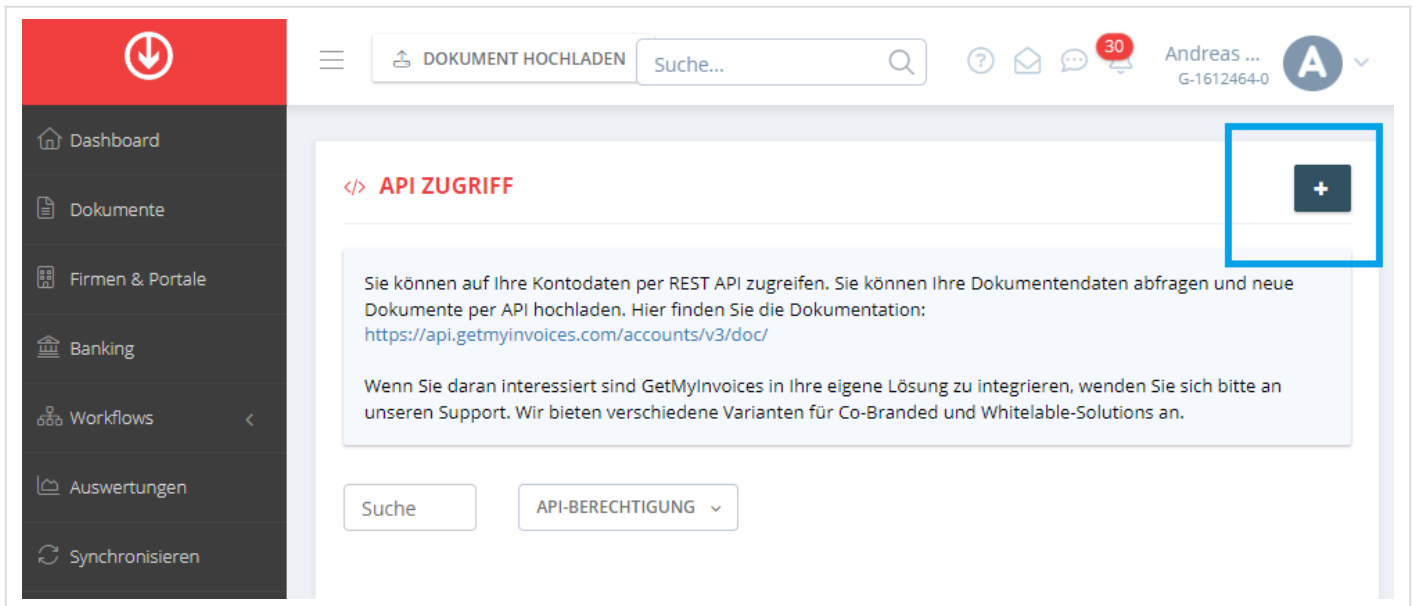 DOKUMENT HOCHLADEN
Suche...
?
30
Andreas ...
G-1612464-0
A
Dashboard
Dokumente
Firmen & Portale
Banking
Workflows
Auswertungen
Synchronisieren
</> API ZUGRIFF
+
Sie können auf Ihre Kontodaten per REST API zugreifen. Sie können Ihre Dokumentendaten abfragen und neue
Dokumente per API hochladen. Hier finden Sie die Dokumentation:
https://api.getmyinvoices.com/accounts/v3/doc/
Wenn Sie daran interessiert sind GetMyInvoices in Ihre eigene Lösung zu integrieren, wenden Sie sich bitte an
unseren Support. Wir bieten verschiedene Varianten für Co-Branded und Whitelable-Solutions an.
Suche
API-BERECHTIGUNG